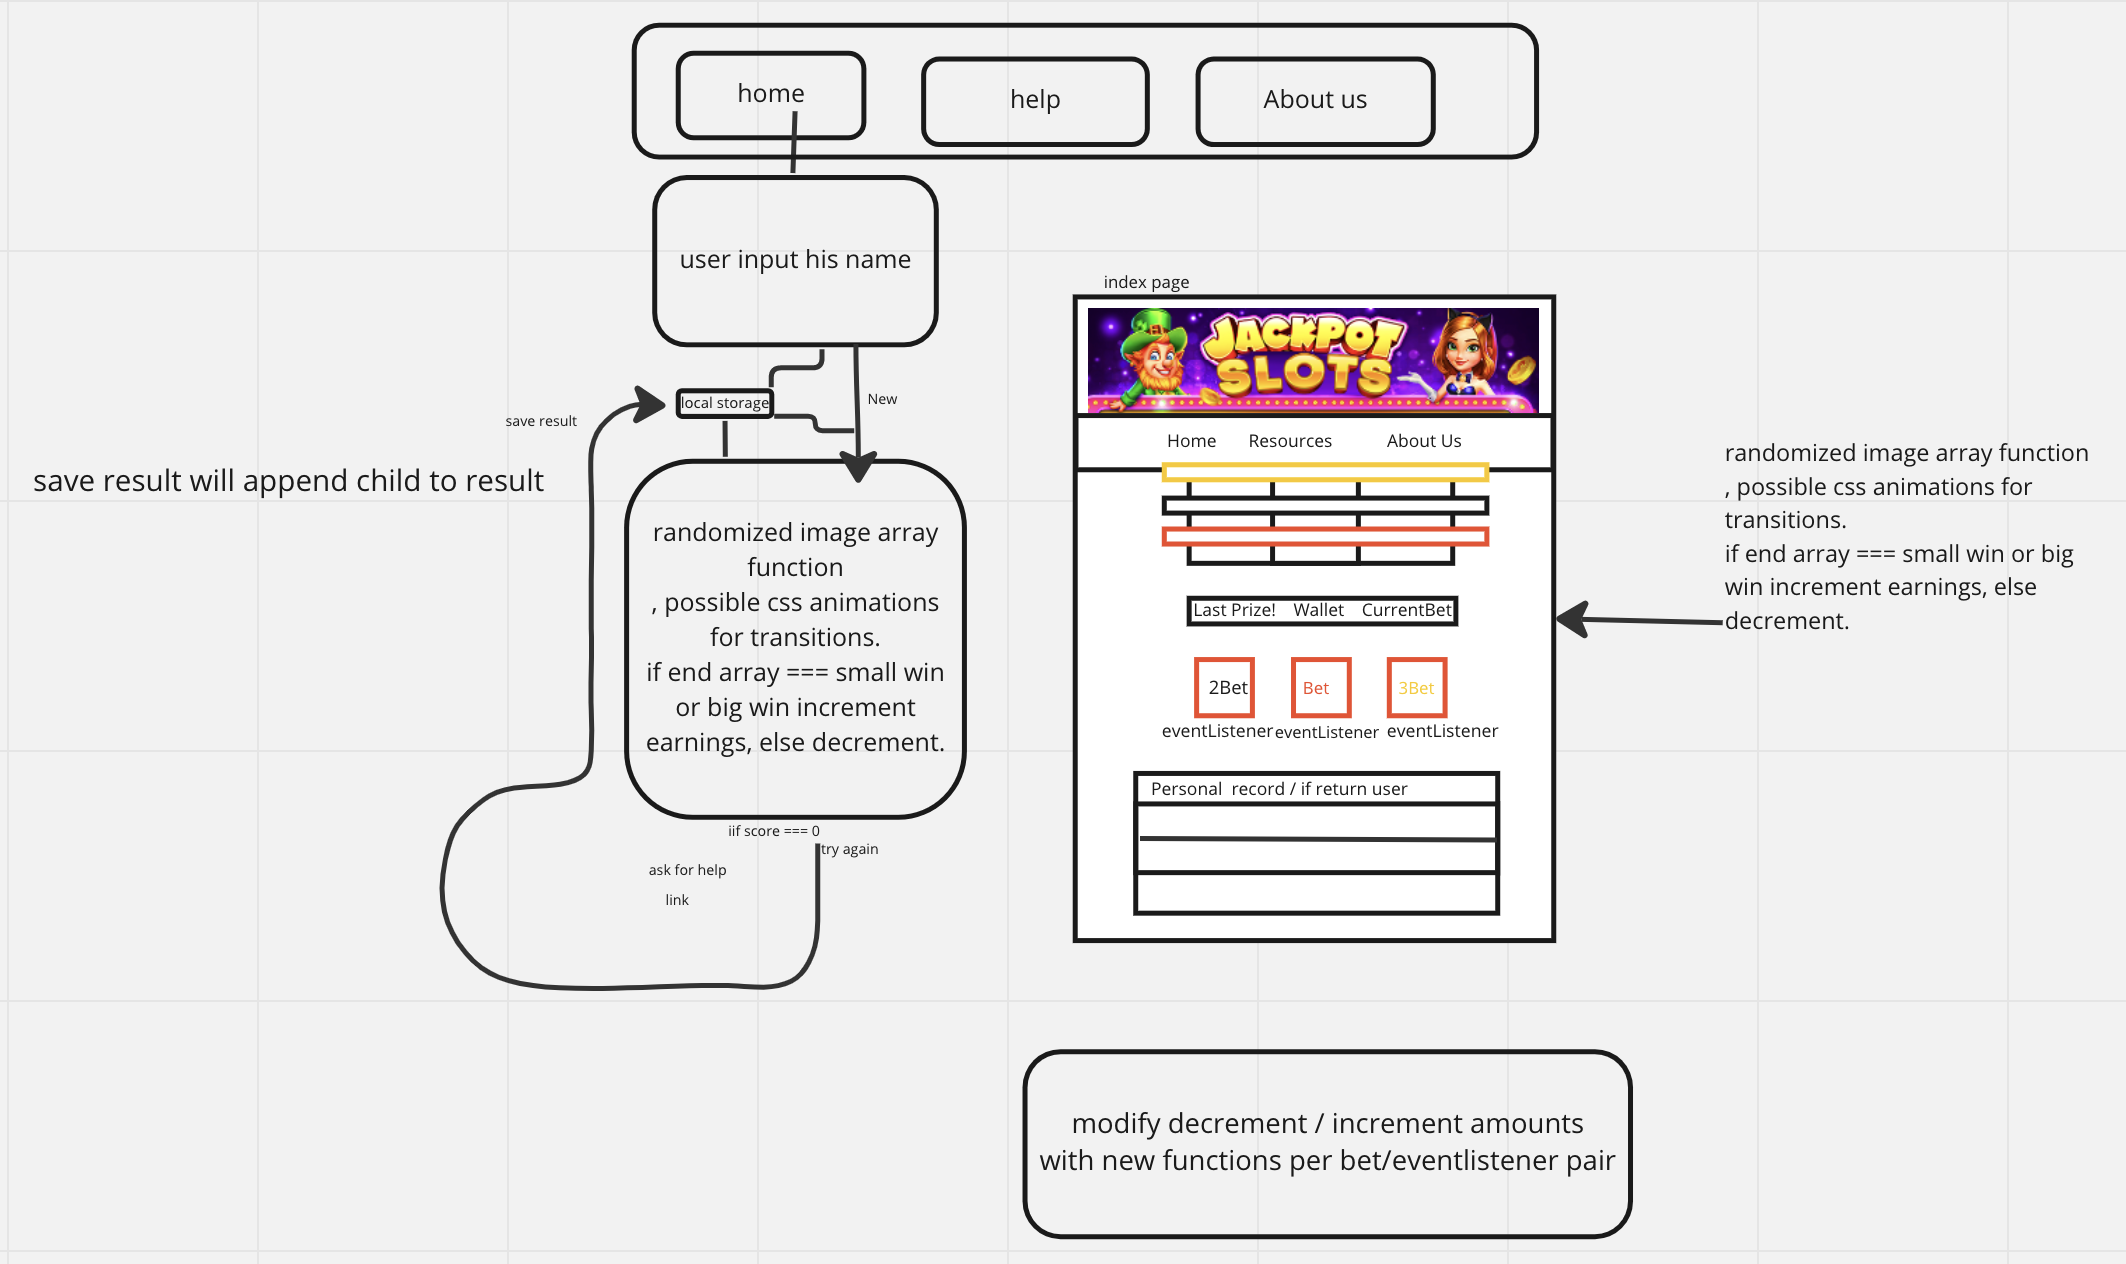 home
help
About us
user input his name
local storage
New
save result
save result will append child to result
randomized image array
function
, possible css animations
for transitions.
if end array === small win
or big win increment
earnings, else decrement.
iif score === 0
try again
ask for help
link
index page
JACKPOT
SLOTS
Home Resources About Us
Last Prize! Wallet CurrentBet
2Bet Bet 3Bet
eventListener eventListener eventListener
Personal record / if return user
randomized image array function
, possible css animations for
transitions.
if end array === small win or big
win increment earnings, else
decrement.
modify decrement / increment amounts
with new functions per bet/eventlistener pair